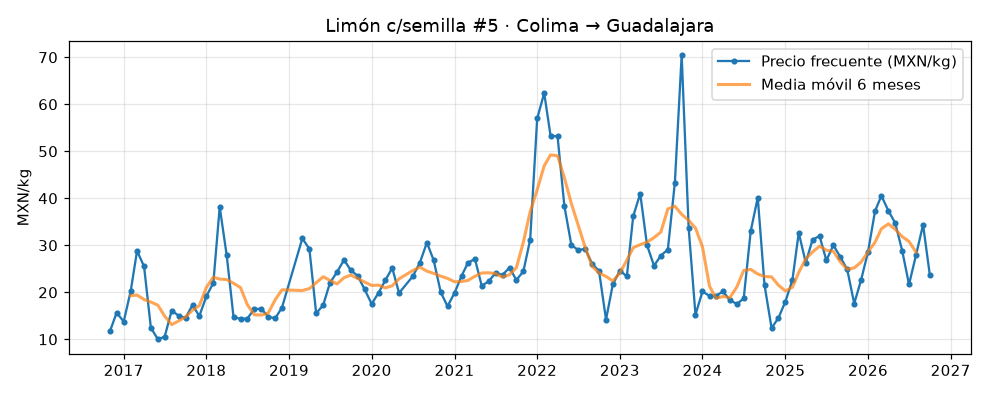 Limón c/semilla #5 · Colima → Guadalajara
Precio frecuente (MXN/kg)
Media móvil 6 meses
MXN/kg
70
60
50
40
30
20
10
2017 2018 2019 2020 2021 2022 2023 2024 2025 2026 2027